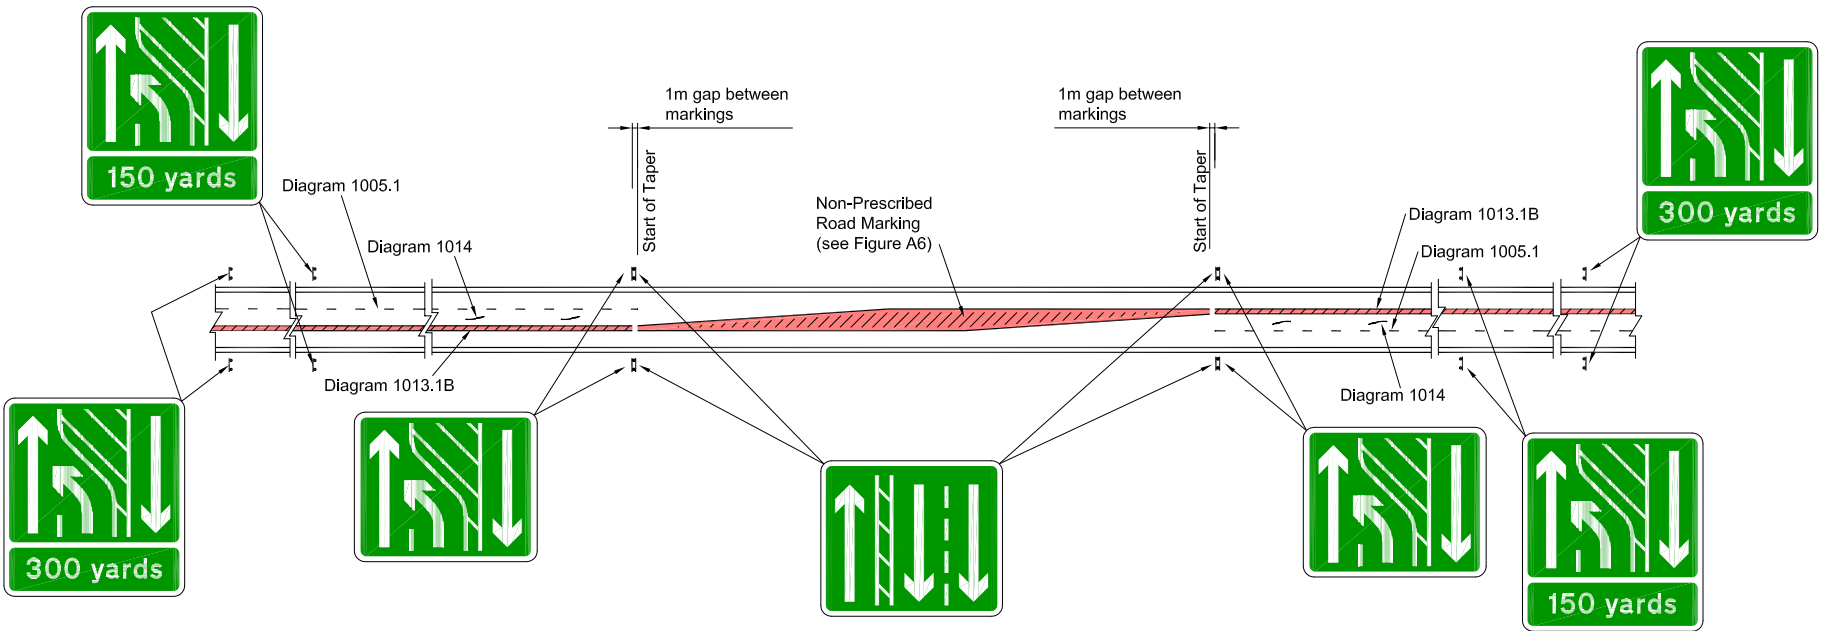 150 yards
1m gap between
markings
1m gap between
markings
300 yards
Diagram 1005.1
Start of Taper
Non-Prescribed
Road Marking
(see Figure A6)
Start of Taper
Diagram 1013.1B
Diagram 1014
Diagram 1005.1
Diagram 1013.1B
Diagram 1014
300 yards
150 yards